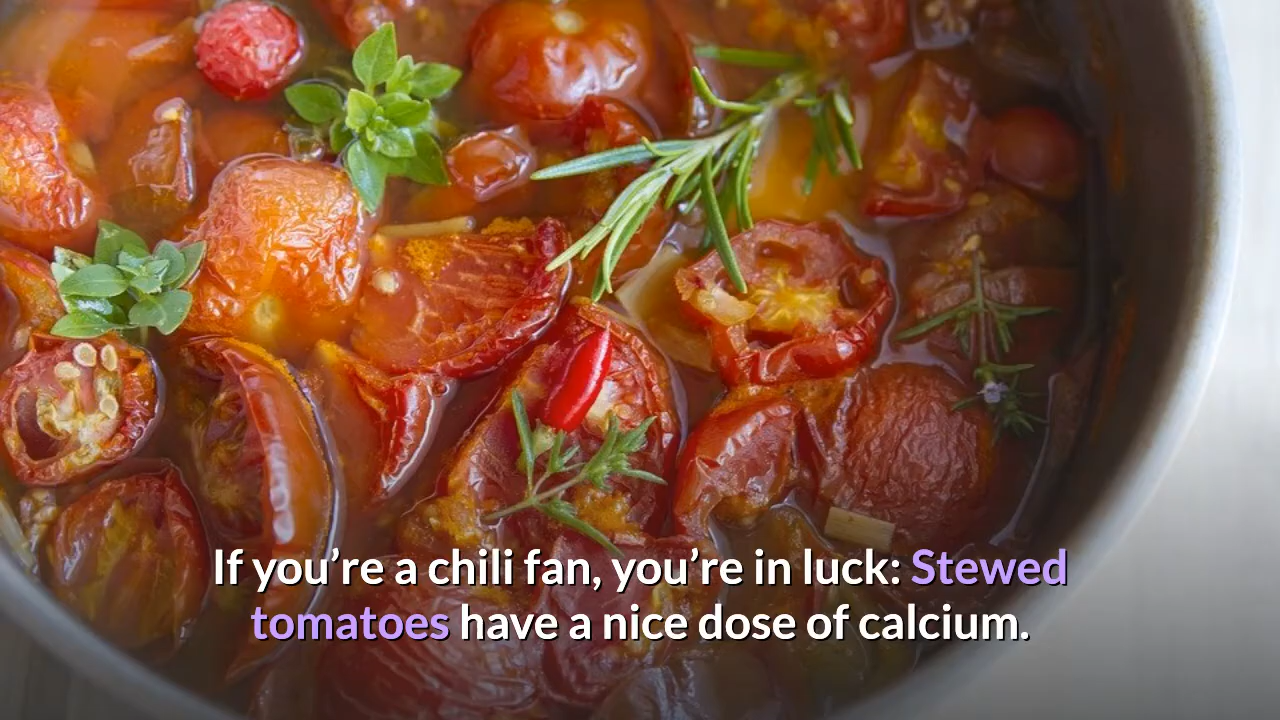 If you’re a chili fan, you’re in luck: Stewed
tomatoes have a nice dose of calcium.